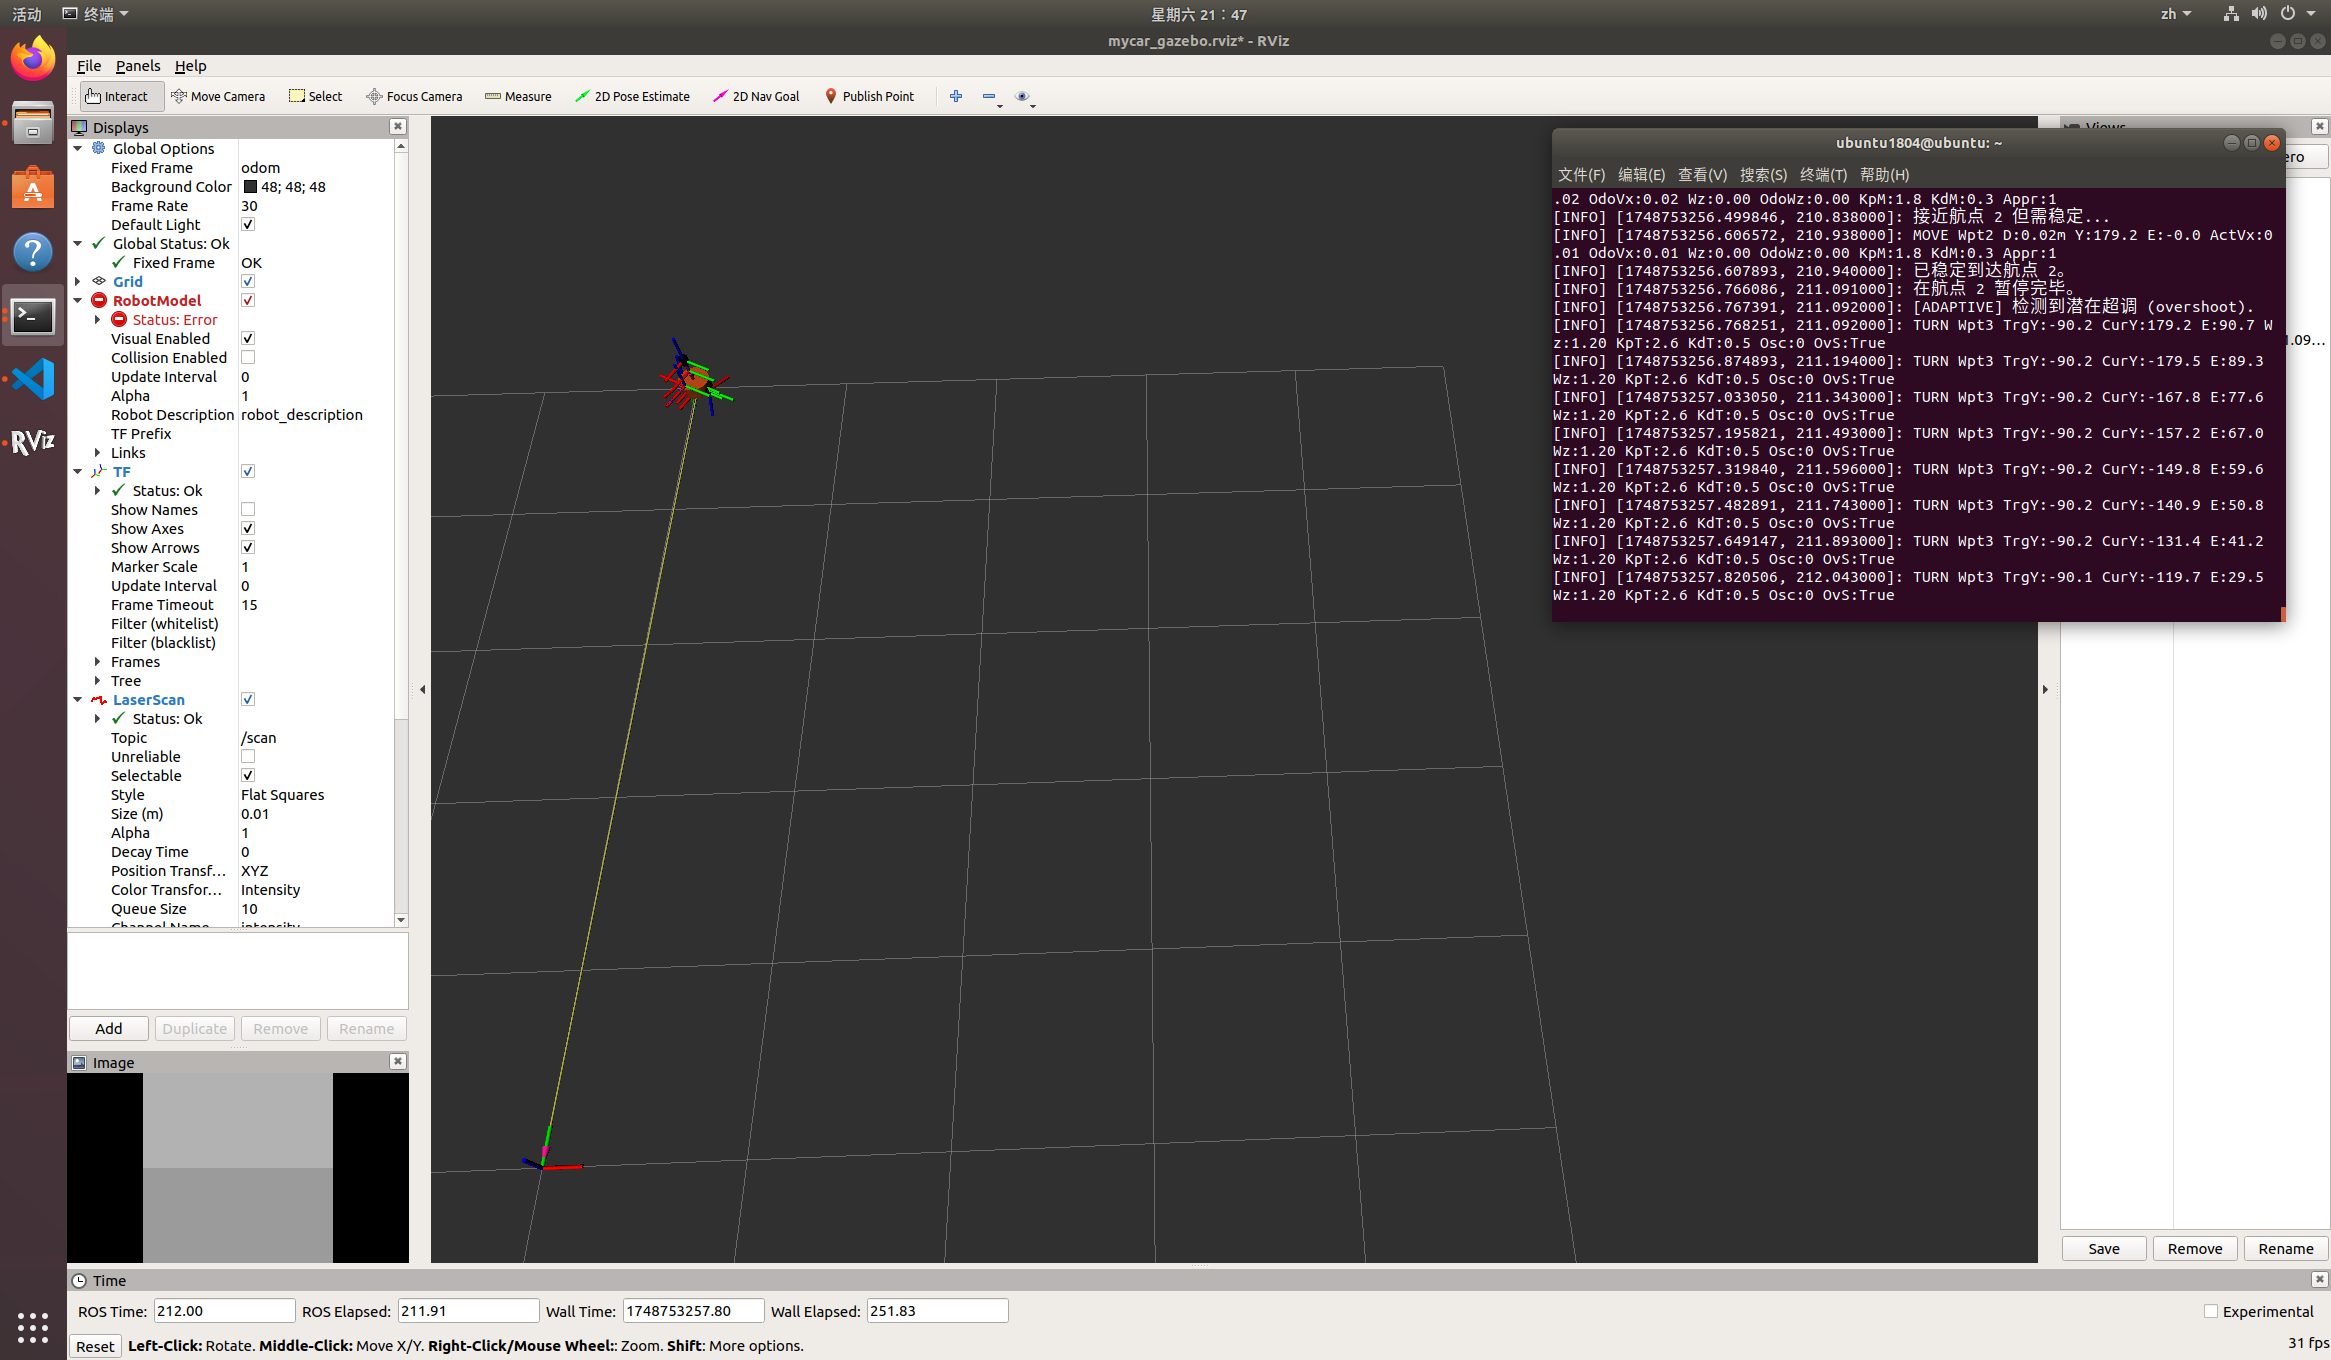 活动 终端 星期六 21：47 zh
mycar_gazebo.rviz* - RViz
File Panels Help
Interact Move Camera Select Focus Camera Measure 2D Pose Estimate 2D Nav Goal Publish Point
Displays
Global Options
Fixed Frame odom
Background Color 48; 48; 48
Frame Rate 30
Default Light
Global Status: Ok
Fixed Frame OK
Grid
RobotModel
Status: Error
Visual Enabled
Collision Enabled
Update Interval 0
Alpha 1
Robot Description robot_description
TF Prefix
Links
TF
Status: Ok
Show Names
Show Axes
Show Arrows
Marker Scale 1
Update Interval 0
Frame Timeout 15
Filter (whitelist)
Filter (blacklist)
Frames
Tree
LaserScan
Status: Ok
Topic /scan
Unreliable
Selectable
Style Flat Squares
Size (m) 0.01
Alpha 1
Decay Time 0
Position Transf… XYZ
Color Transfor… Intensity
Queue Size 10
Add Duplicate Remove Rename
Image
RViz
ubuntu1804@ubuntu: ~
文件(F) 编辑(E) 查看(V) 搜索(S) 终端(T) 帮助(H)
.02 OdoVx:0.02 Wz:0.00 OdoWz:0.00 KpM:1.8 KdM:0.3 Appr:1
[INFO] [1748753256.499846, 210.838000]: 接近航点 2 但需稳定...
[INFO] [1748753256.606572, 210.938000]: MOVE Wpt2 D:0.02m Y:179.2 E:-0.0 ActVx:0
.01 OdoVx:0.01 Wz:0.00 OdoWz:0.00 KpM:1.8 KdM:0.3 Appr:1
[INFO] [1748753256.607893, 210.940000]: 已稳定到达航点 2。
[INFO] [1748753256.766086, 211.091000]: 在航点 2 暂停完毕。
[INFO] [1748753256.767391, 211.092000]: [ADAPTIVE] 检测到潜在超调 (overshoot).
[INFO] [1748753256.768251, 211.092000]: TURN Wpt3 TrgY:-90.2 CurY:179.2 E:90.7 W
z:1.20 KpT:2.6 KdT:0.5 Osc:0 OvS:True
[INFO] [1748753256.874893, 211.194000]: TURN Wpt3 TrgY:-90.2 CurY:-179.5 E:89.3
Wz:1.20 KpT:2.6 KdT:0.5 Osc:0 OvS:True
[INFO] [1748753257.033050, 211.343000]: TURN Wpt3 TrgY:-90.2 CurY:-167.8 E:77.6
Wz:1.20 KpT:2.6 KdT:0.5 Osc:0 OvS:True
[INFO] [1748753257.195821, 211.493000]: TURN Wpt3 TrgY:-90.2 CurY:-157.2 E:67.0
Wz:1.20 KpT:2.6 KdT:0.5 Osc:0 OvS:True
[INFO] [1748753257.319840, 211.596000]: TURN Wpt3 TrgY:-90.2 CurY:-149.8 E:59.6
Wz:1.20 KpT:2.6 KdT:0.5 Osc:0 OvS:True
[INFO] [1748753257.482891, 211.743000]: TURN Wpt3 TrgY:-90.2 CurY:-140.9 E:50.8
Wz:1.20 KpT:2.6 KdT:0.5 Osc:0 OvS:True
[INFO] [1748753257.649147, 211.893000]: TURN Wpt3 TrgY:-90.2 CurY:-131.4 E:41.2
Wz:1.20 KpT:2.6 KdT:0.5 Osc:0 OvS:True
[INFO] [1748753257.820506, 212.043000]: TURN Wpt3 TrgY:-90.1 CurY:-119.7 E:29.5
Wz:1.20 KpT:2.6 KdT:0.5 Osc:0 OvS:True
Save Remove Rename
Time
ROS Time: 212.00 ROS Elapsed: 211.91 Wall Time: 1748753257.80 Wall Elapsed: 251.83 Experimental
Reset Left-Click: Rotate. Middle-Click: Move X/Y. Right-Click/Mouse Wheel:: Zoom. Shift: More options. 31 fps